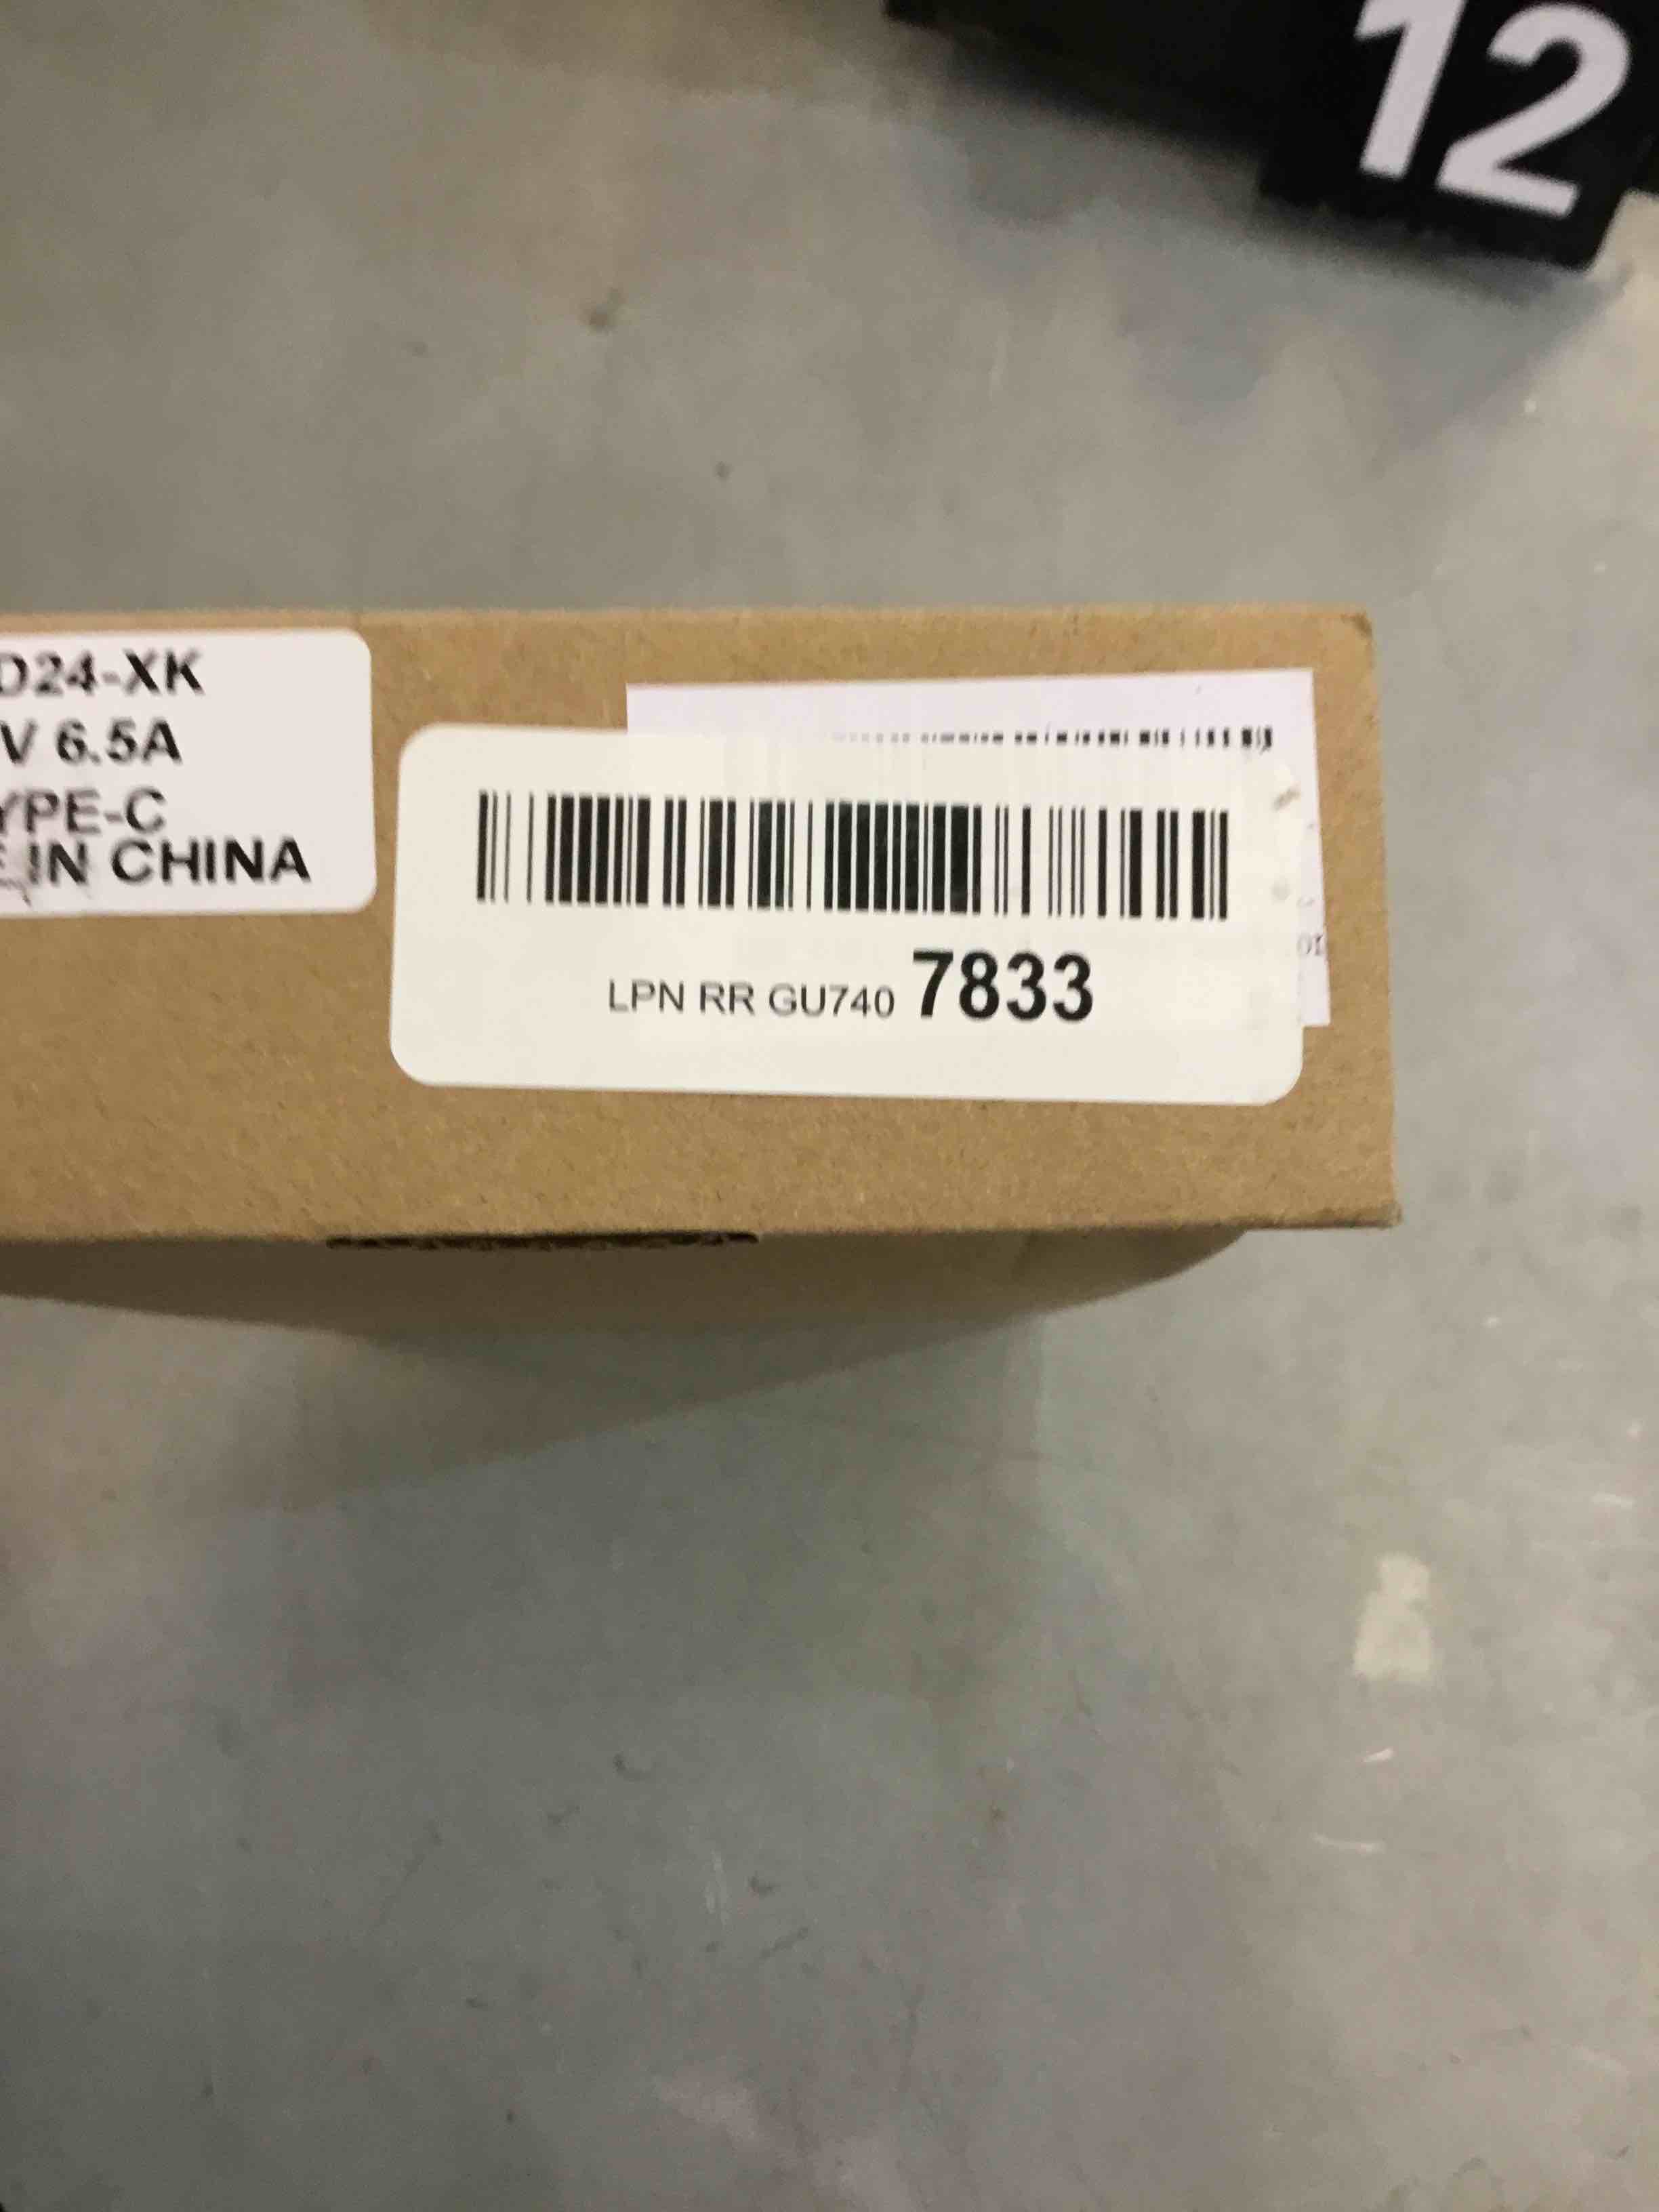 12
D24-XK
V 6.5A
YPE-C
IN CHINA
LPN RR GU740 7833